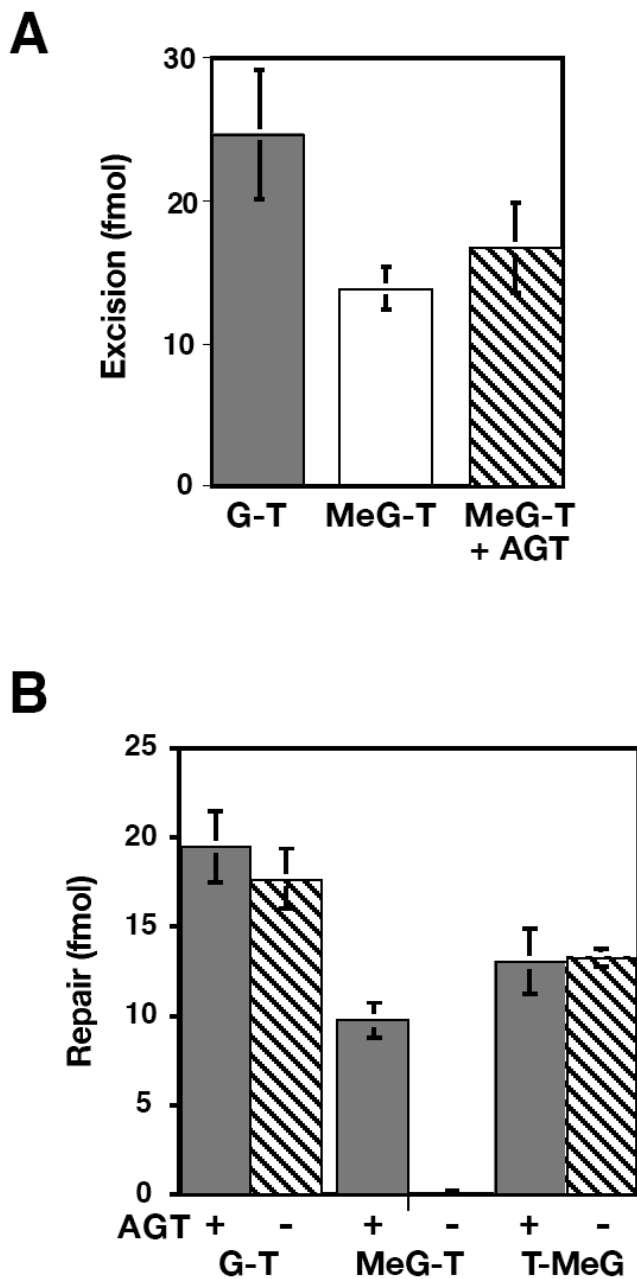 A
30
20
10
0
Excision (fmol)
G-T MeG-T MeG-T
+ AGT
B
25
20
15
10
5
0
Repair (fmol)
AGT + - + - + -
G-T MeG-T T-MeG